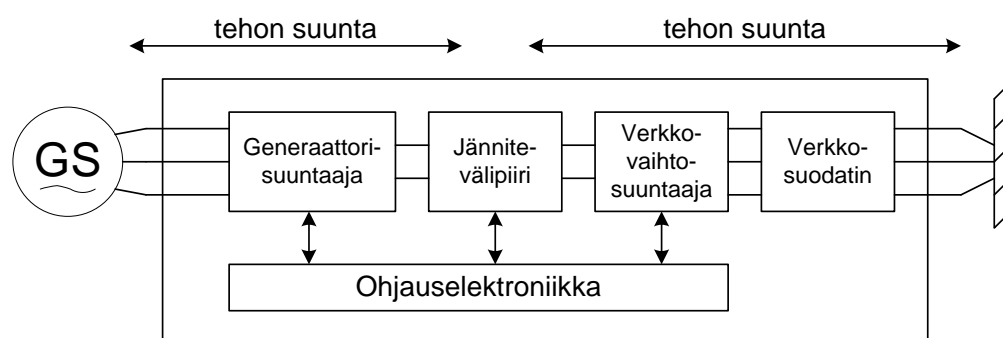 tehon suunta
tehon suunta
GS
Generaattori-
suuntaaja
Jännite-
välipiiri
Verkko-
vaihto-
suuntaaja
Verkko-
suodatin
Ohjauselektroniikka